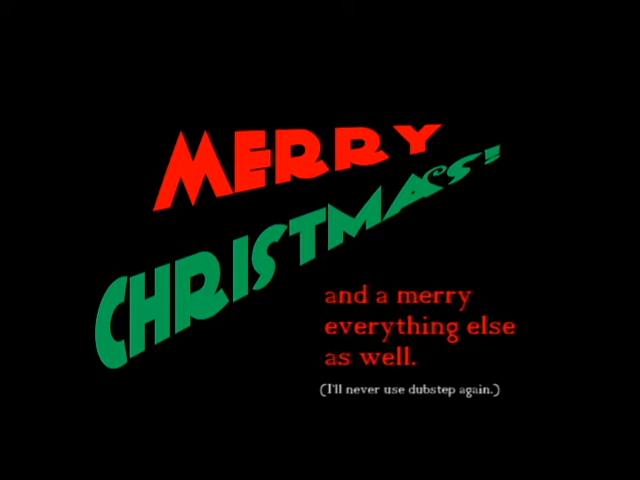 MERRY
CHRISTMAS!
and a merry
everything else
as well.
(I'll never use dubstep again.)